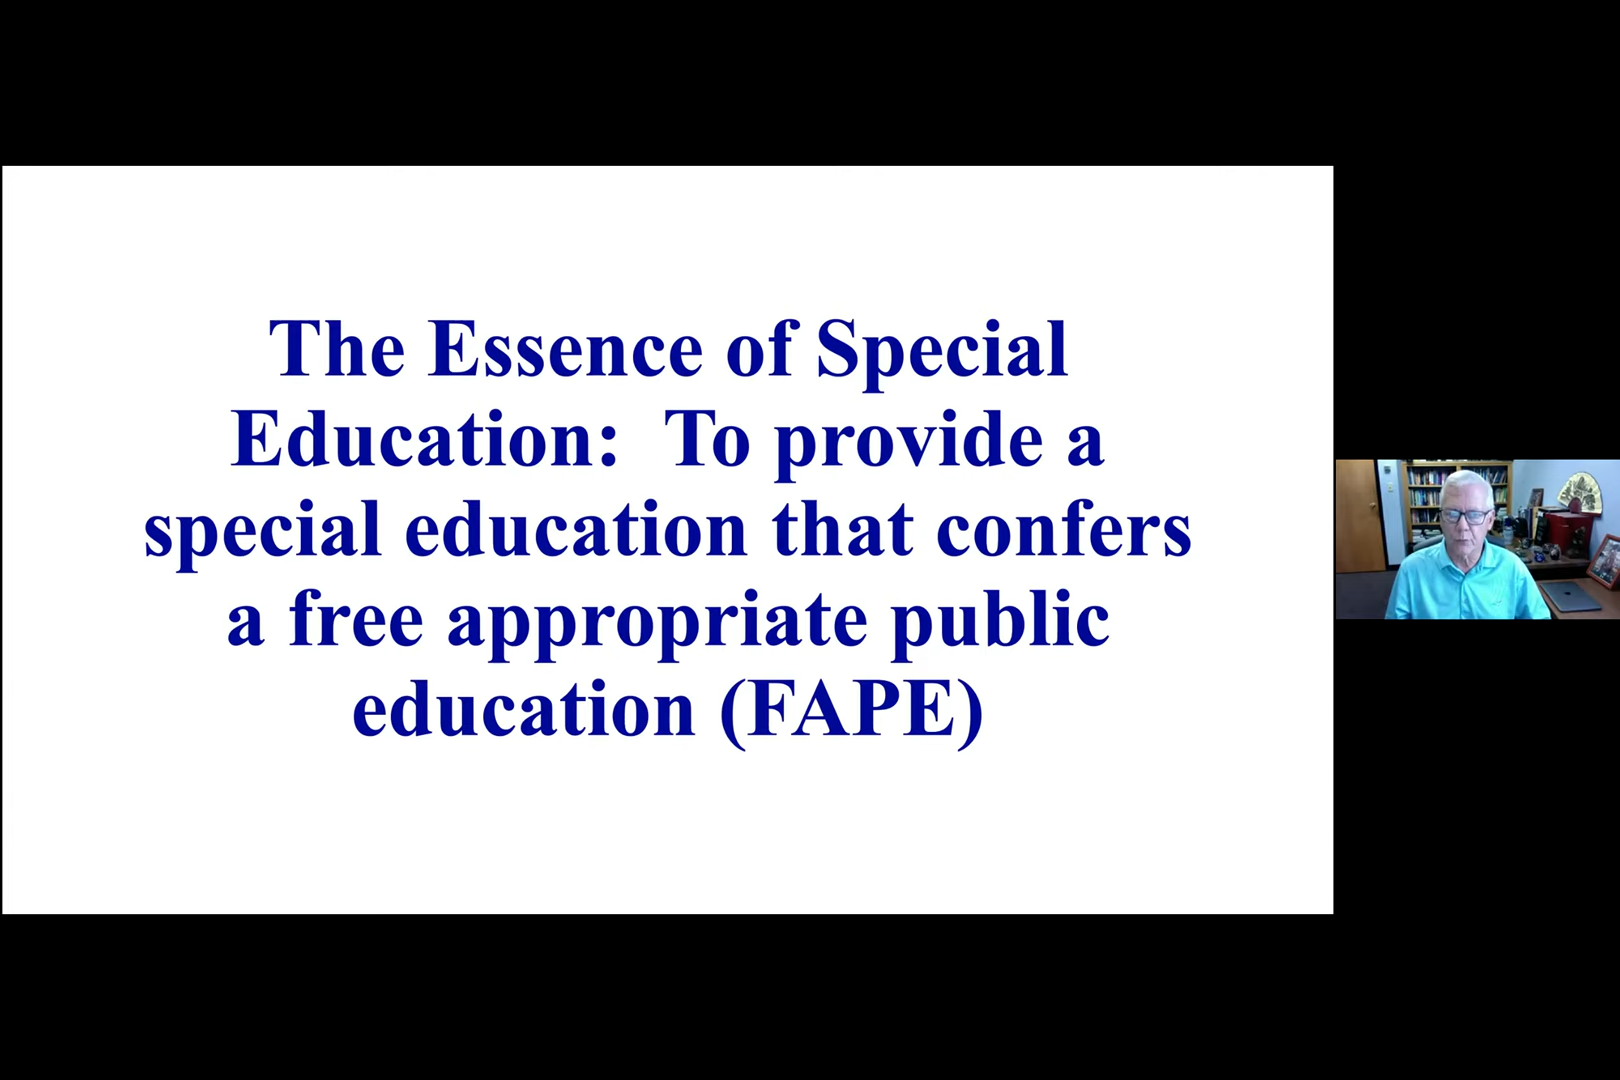 The Essence of Special
Education:  To provide a
special education that confers
a free appropriate public
education (FAPE)